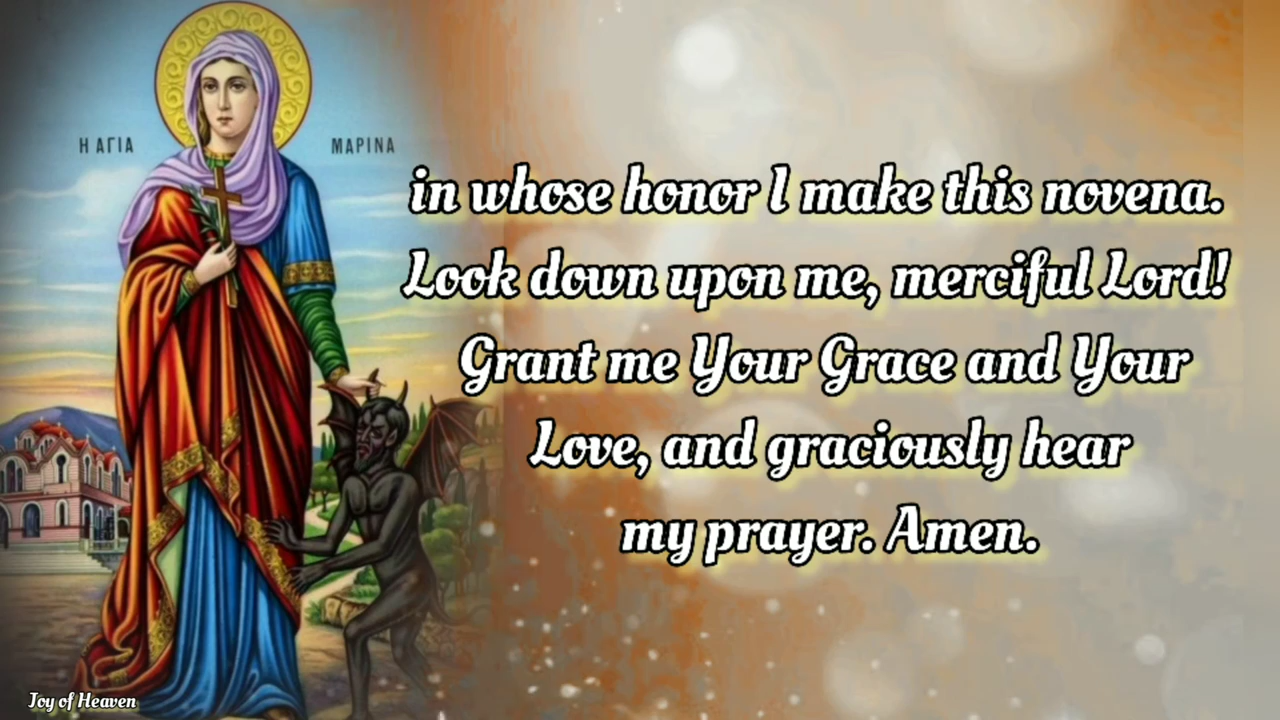 Η ΑΓΙΑ ΜΑΡΙΝΑ
in whose honor I make this novena.
Look down upon me, merciful Lord!
Grant me Your Grace and Your
Love, and graciously hear
my prayer. Amen.
Joy of Heaven